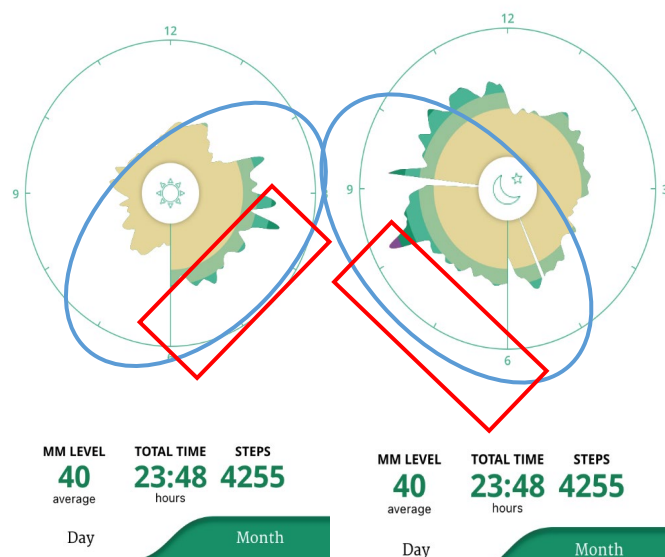 12
9
MM LEVEL
TOTAL TIME
STEPS
40
23:48
4255
average
hours
Day
Month
12
9
3
6
MM LEVEL
TOTAL TIME
STEPS
40
23:48
4255
average
hours
Day
Month